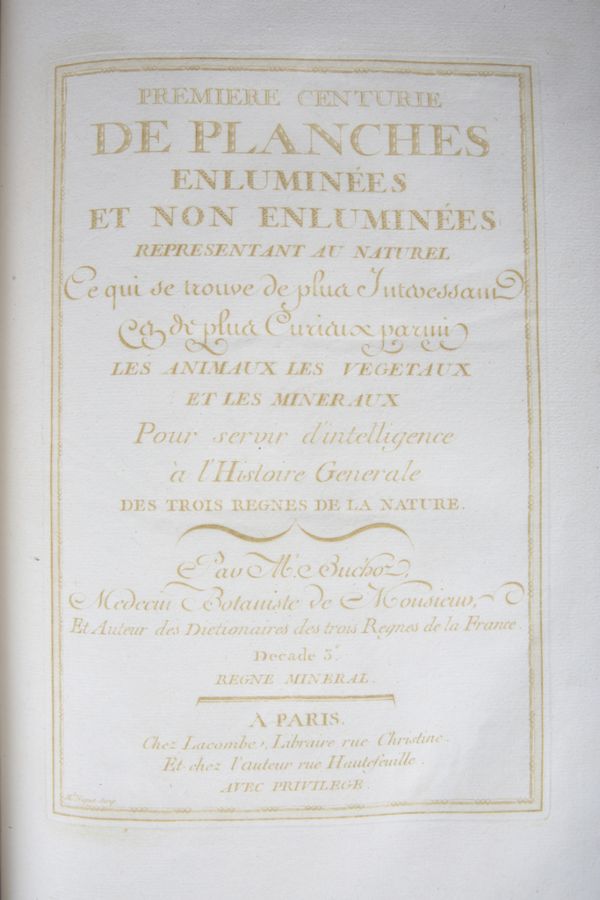 PREMIERE CENTURIE
DE PLANCHES
ENLUMINÉES
ET NON ENLUMINÉES
REPRESENTANT AU NATUREL
Ce qui se trouve de plus Interessant
et de plus Curieux parmi
LES ANIMAUX LES VEGETAUX
ET LES MINERAUX
Pour servir d'intelligence
à l'Histoire Generale
DES TROIS REGNES DE LA NATURE.
Par Mr. Buc'hoz,
Medecin Botaniste de Monsieur,
Et Auteur des Dictionaires des trois Regnes de la France.
Decade 3e.
REGNE MINERAL.
A PARIS.
Chez Lacombe, Libraire rue Christine.
Et chez l'auteur rue Hautefeuille.
AVEC PRIVILEGE.